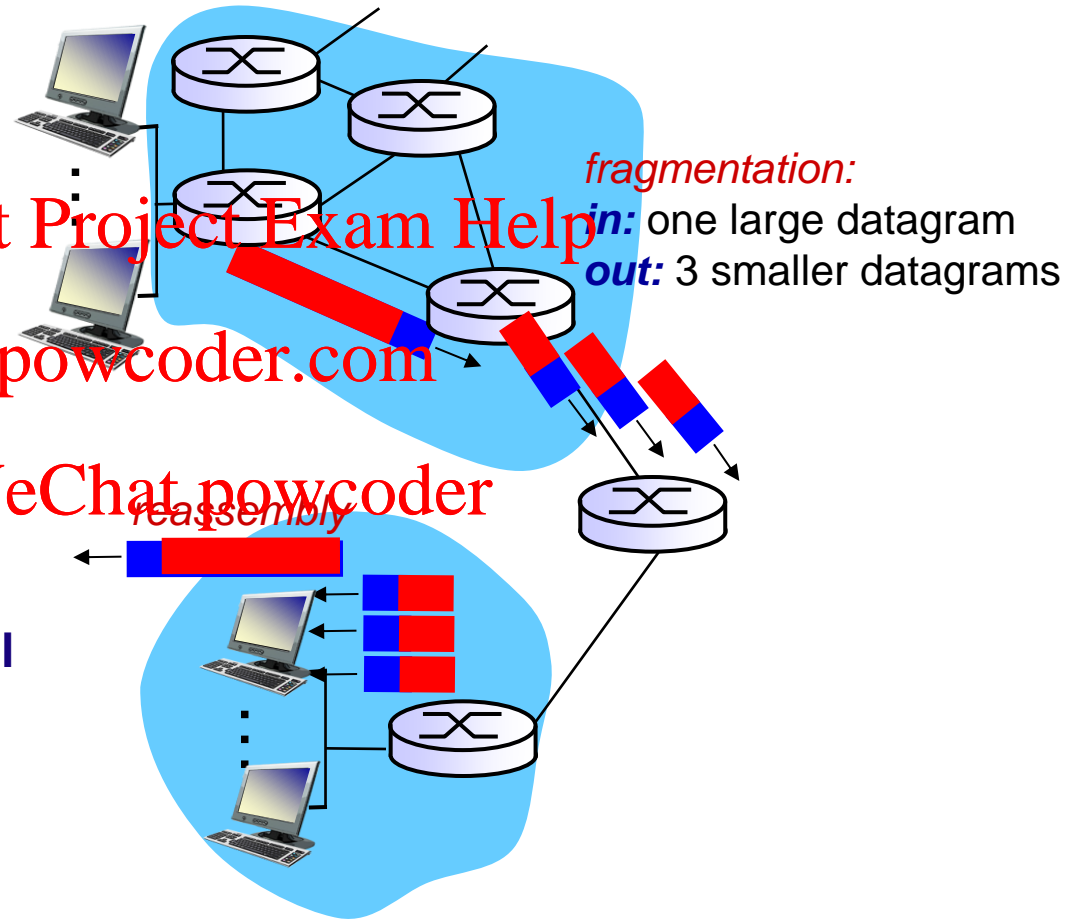 fragmentation:
in: one large datagram
out: 3 smaller datagrams
t Project Exam Help
powcoder.com
eChat powcoder
reassembly
l